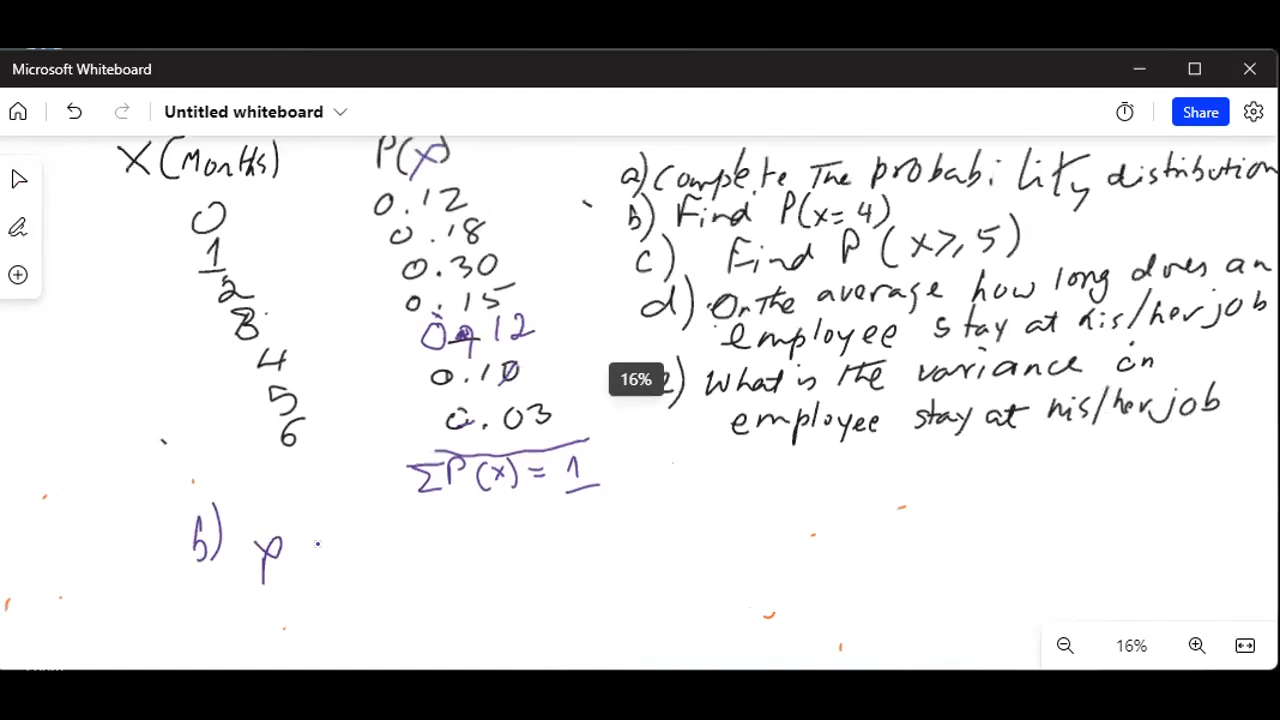 Microsoft Whiteboard
Untitled whiteboard
Share
X (Months) P(x)
0 0.12
1 0.18
2 0.30
3 0.15
4 0.12
5 0.10
6 0.03
ΣP(x) = 1
a) Complete The probability distribution
b) Find P(x=4)
c) Find P(x>,5)
d) On the average how long does an
employee stay at his/her job
e) What is the variance in
employee stay at his/her job
16%
b) P
16%